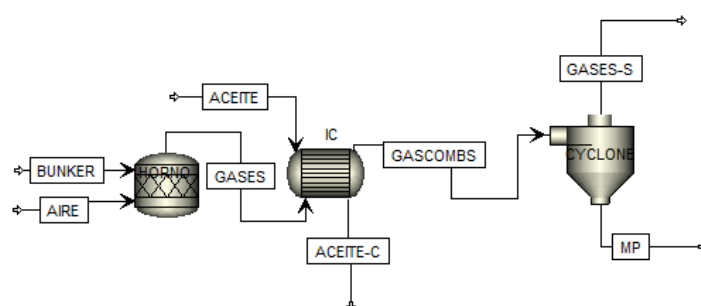 GASES-S
ACEITE
IC
GASCOMBS
CYCLONE
BUNKER
HORNO
GASES
AIRE
ACEITE-C
MP